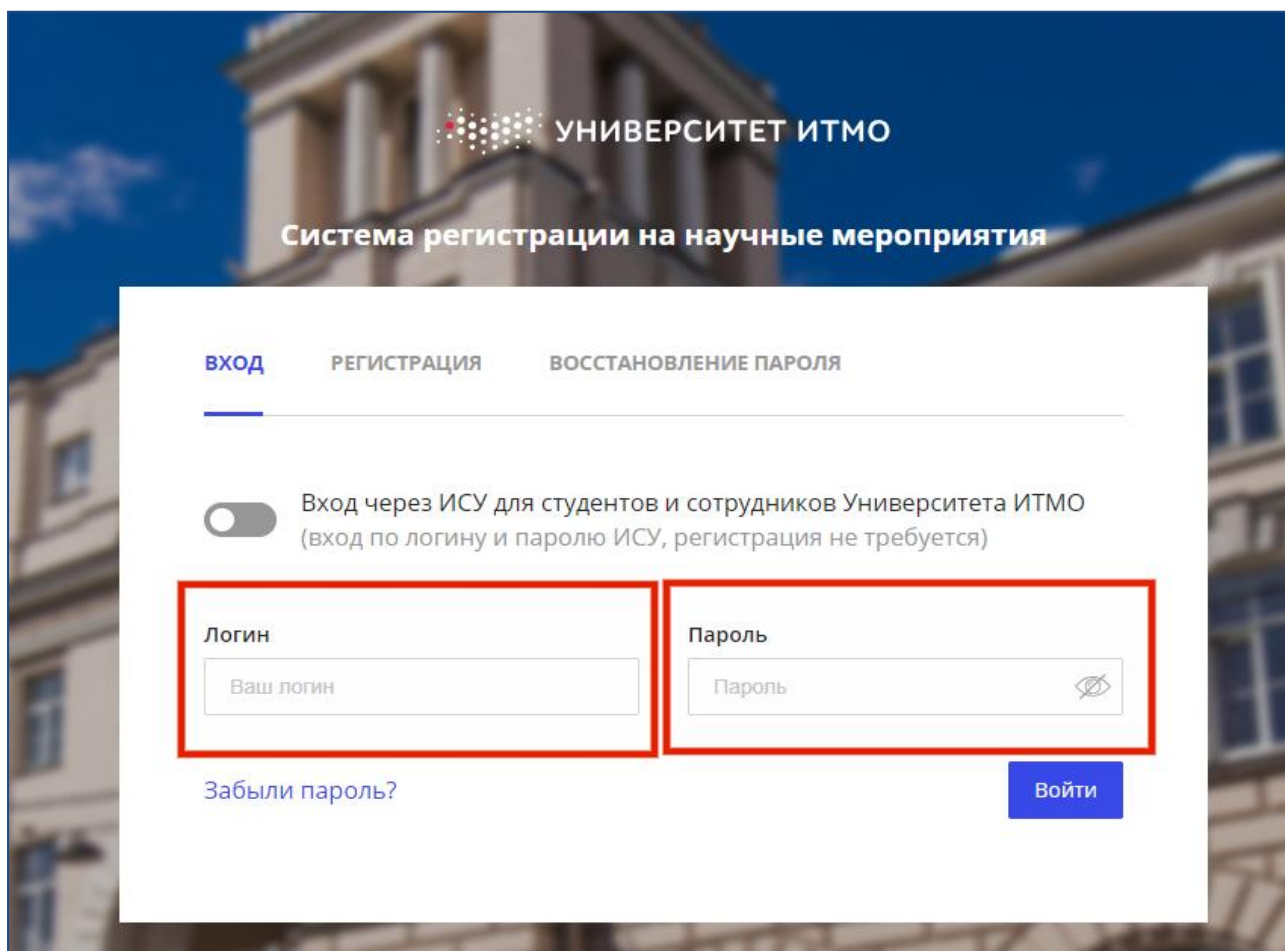 УНИВЕРСИТЕТ ИТМО
Система регистрации на научные мероприятия
ВХОД РЕГИСТРАЦИЯ ВОССТАНОВЛЕНИЕ ПАРОЛЯ
Вход через ИСУ для студентов и сотрудников Университета ИТМО
(вход по логину и паролю ИСУ, регистрация не требуется)
Логин Пароль
Ваш логин Пароль
Забыли пароль? Войти